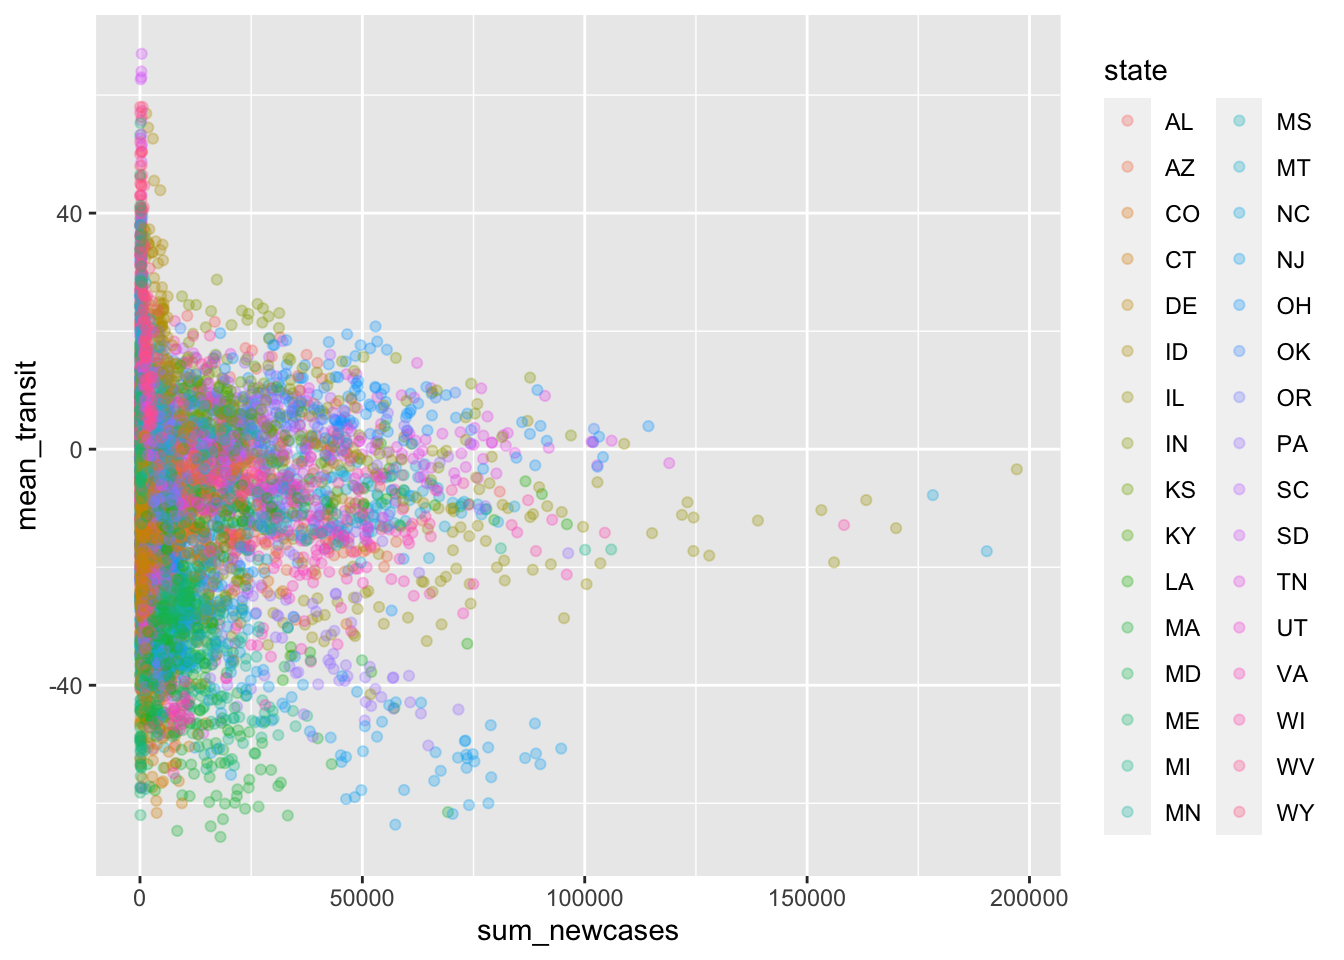 mean_transit
40
0
-40
0
50000
100000
150000
200000
sum_newcases
state
AL
AZ
CO
CT
DE
ID
IL
IN
KS
KY
LA
MA
MD
ME
MI
MN
MS
MT
NC
NJ
OH
OK
OR
PA
SC
SD
TN
UT
VA
WI
WV
WY